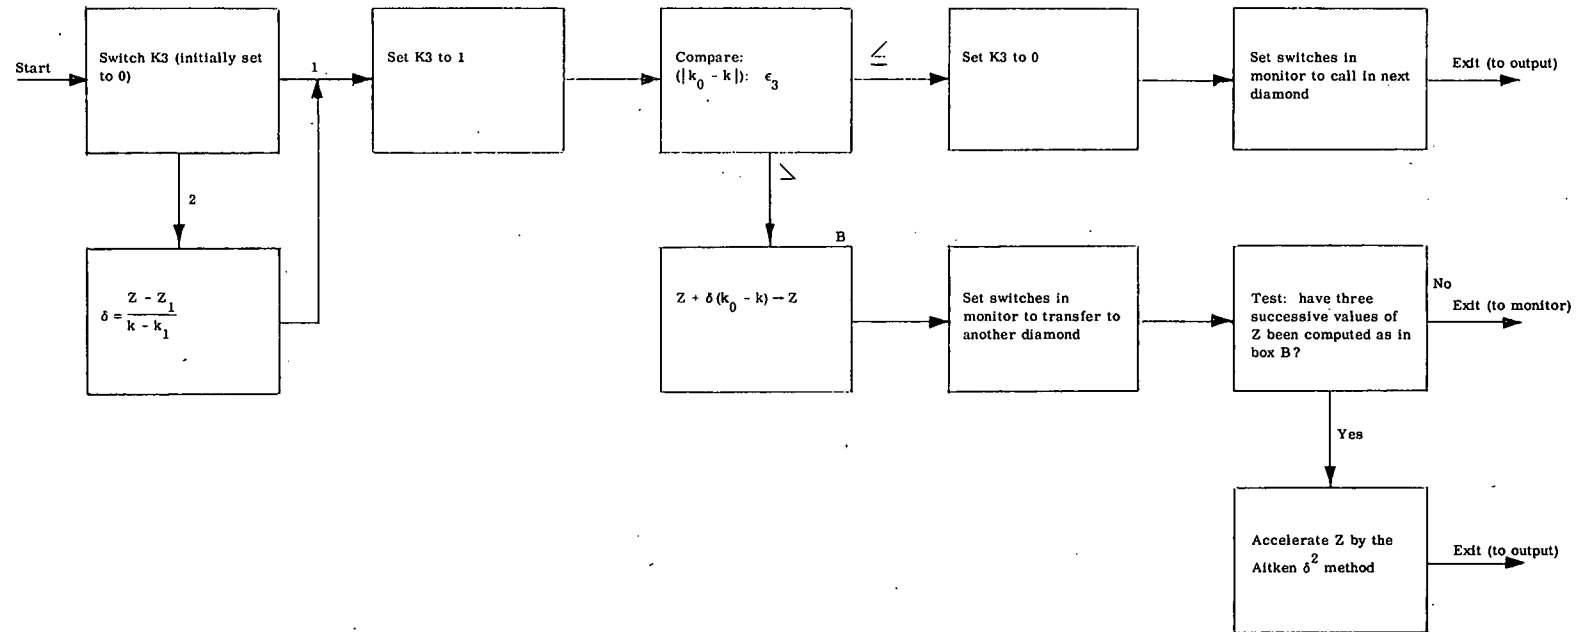 Start
Switch K3 (initially set
to 0)
1
Set K3 to 1
Compare:
(|k₀ - k|): ϵ₃
≤
Set K3 to 0
Set switches in
monitor to call in next
diamond
Exit (to output)
2
>
δ = (Z - Z₁)/(k - k₁)
B
Z + δ(k₀ - k) → Z
Set switches in
monitor to transfer to
another diamond
Test: have three
successive values of
Z been computed as in
box B?
No
Exit (to monitor)
Yes
Accelerate Z by the
Aitken δ² method
Exit (to output)